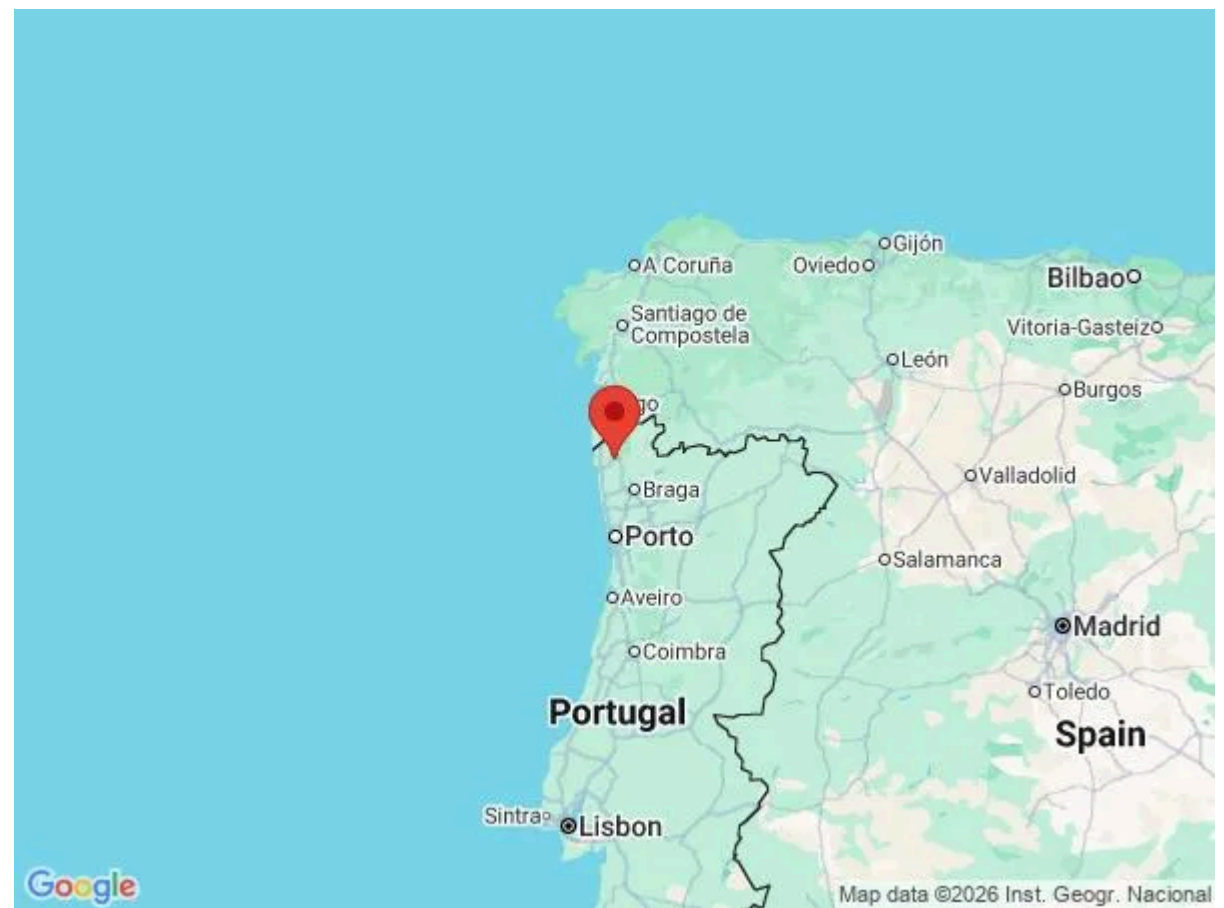 Gijón
A Coruña
Oviedo
Bilbao
Santiago de
Compostela
Vitoria-Gasteiz
León
Burgos
go
Valladolid
Braga
Porto
Salamanca
Aveiro
Madrid
Coimbra
Toledo
Portugal
Spain
Sintra
Lisbon
Google
Map data ©2026 Inst. Geogr. Nacional